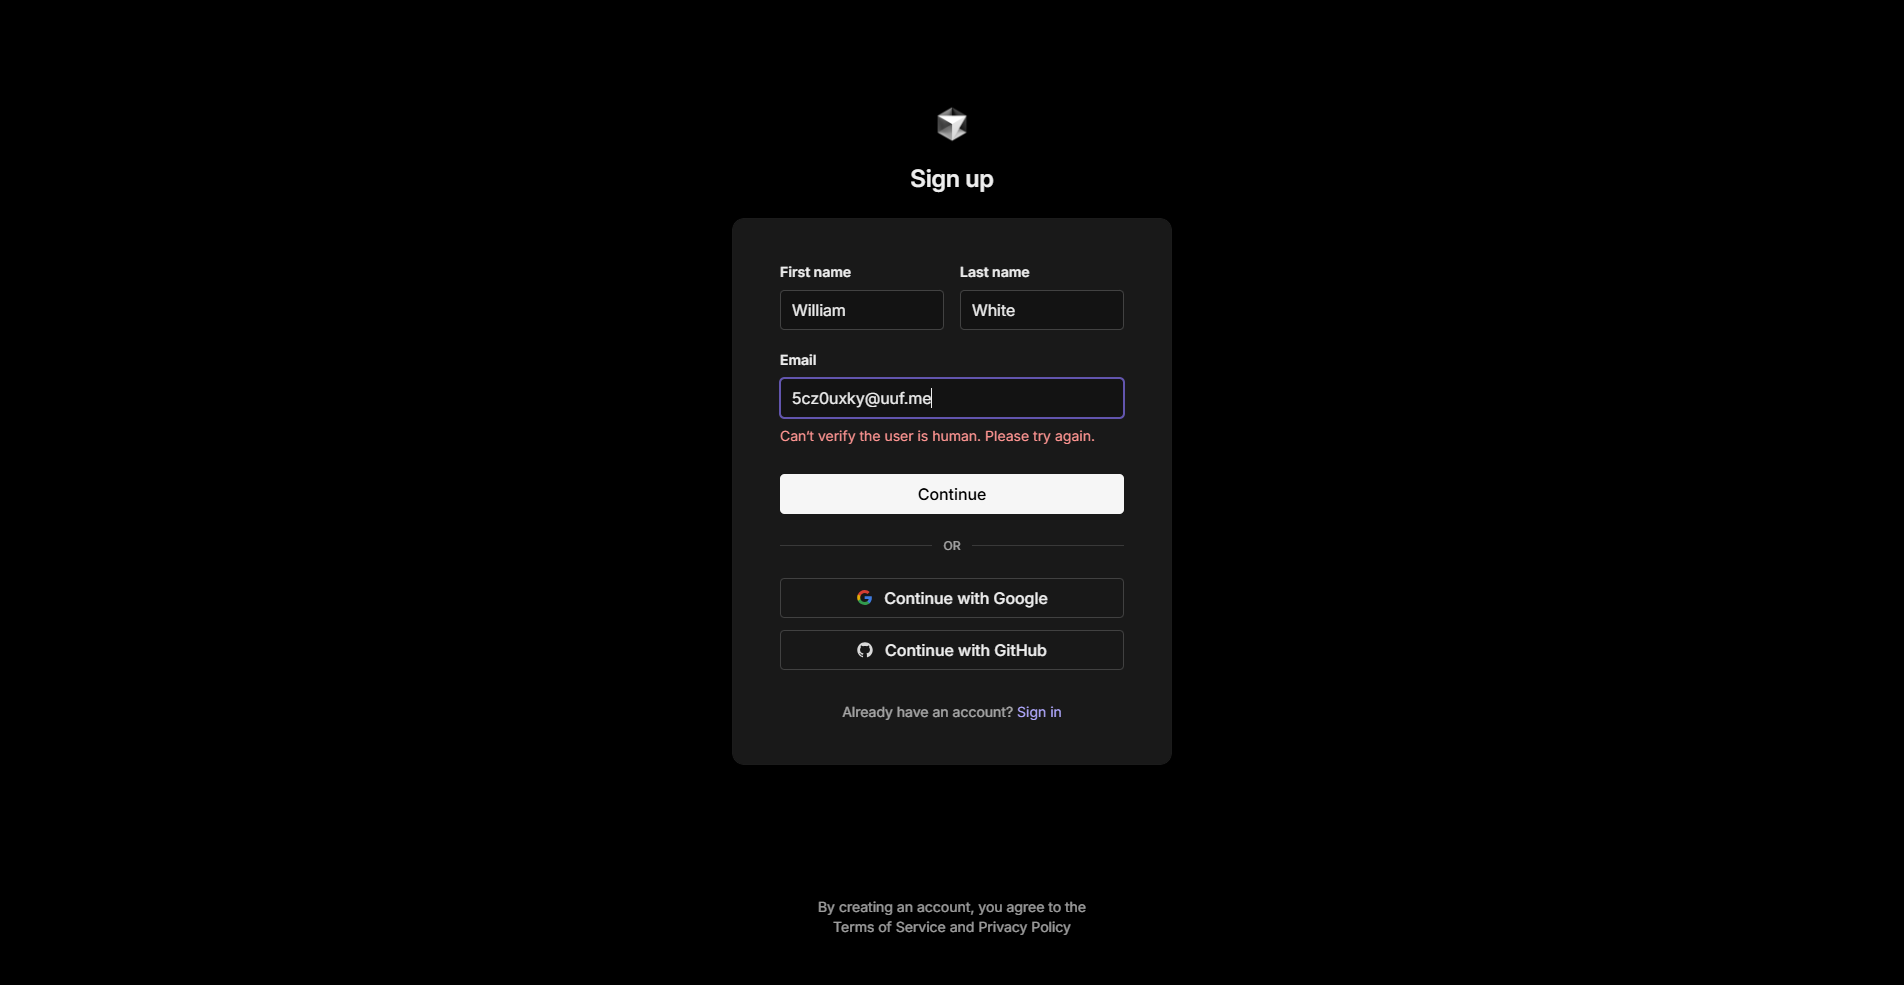 Sign up
First name
Last name
William
White
Email
5cz0uxky@uuf.me
Can't verify the user is human. Please try again.
Continue
OR
Continue with Google
Continue with GitHub
Already have an account? Sign in
By creating an account, you agree to the
Terms of Service and Privacy Policy